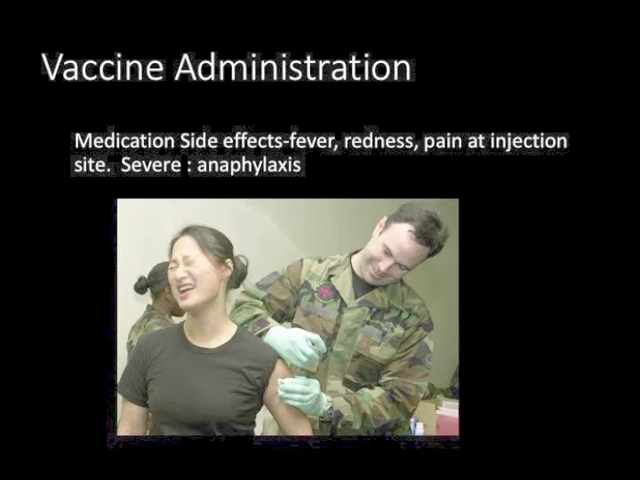 Vaccine Administration
Medication Side effects-fever, redness, pain at injection
site.  Severe : anaphylaxis